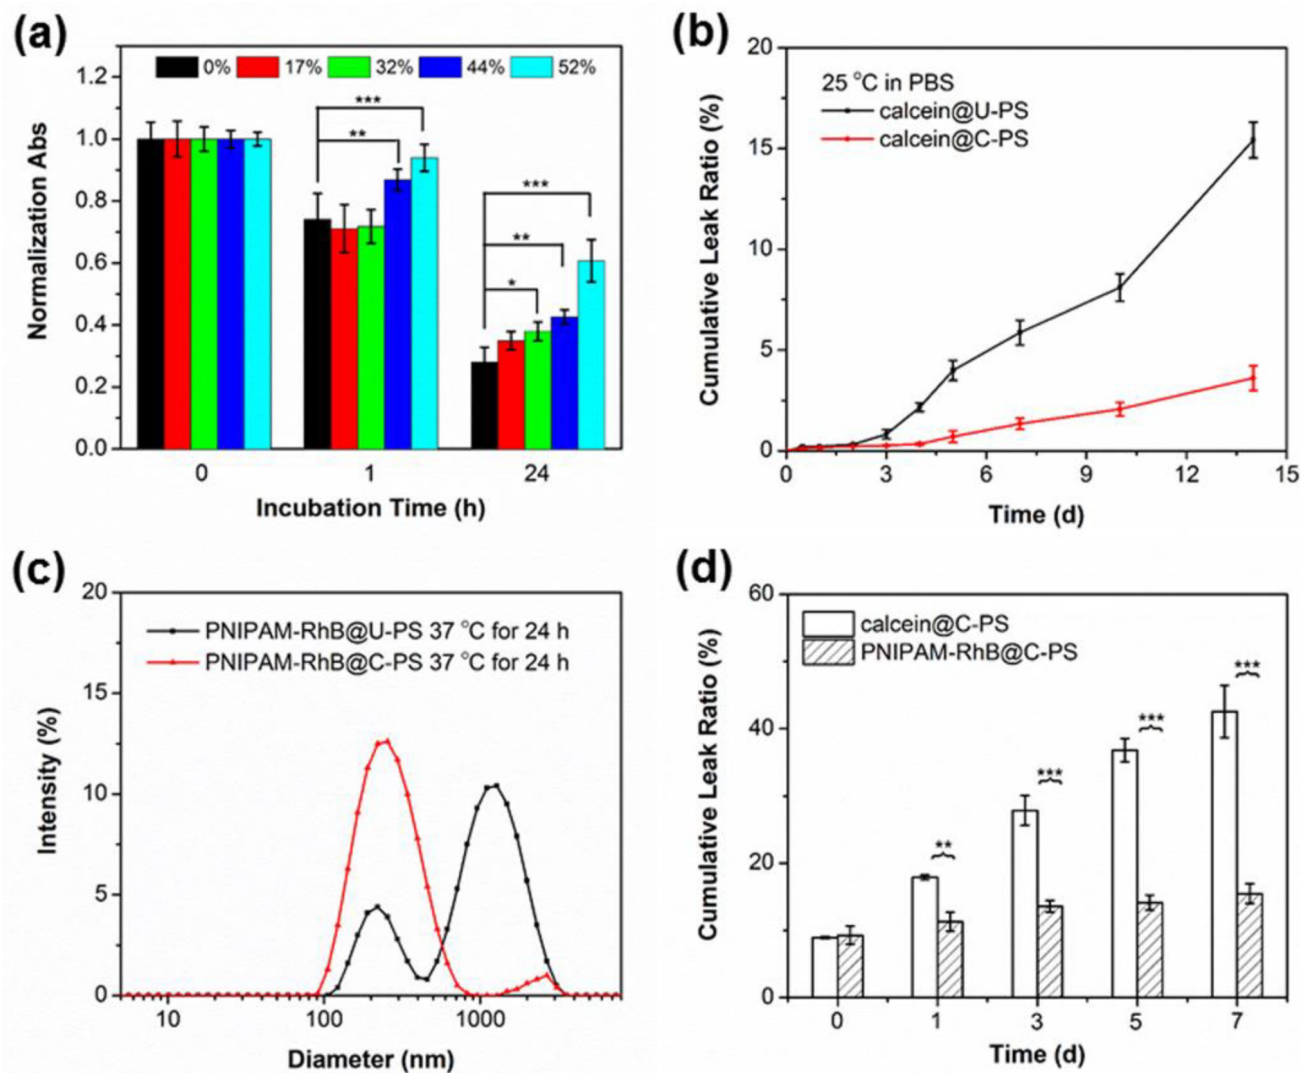 (a)
0% 17% 32% 44% 52%
1.2
1.0
0.8
0.6
0.4
0.2
0.0
***
**
***
**
*
0 1 24
Incubation Time (h)
Normalization Abs
(b)
20
15
10
5
0
25 °C in PBS
calcein@U-PS
calcein@C-PS
0 3 6 9 12 15
Time (d)
Cumulative Leak Ratio (%)
(c)
20
15
10
5
0
PNIPAM-RhB@U-PS 37 °C for 24 h
PNIPAM-RhB@C-PS 37 °C for 24 h
10 100 1000
Diameter (nm)
Intensity (%)
(d)
60
40
20
0
calcein@C-PS
PNIPAM-RhB@C-PS
**
***
***
***
0 1 3 5 7
Time (d)
Cumulative Leak Ratio (%)